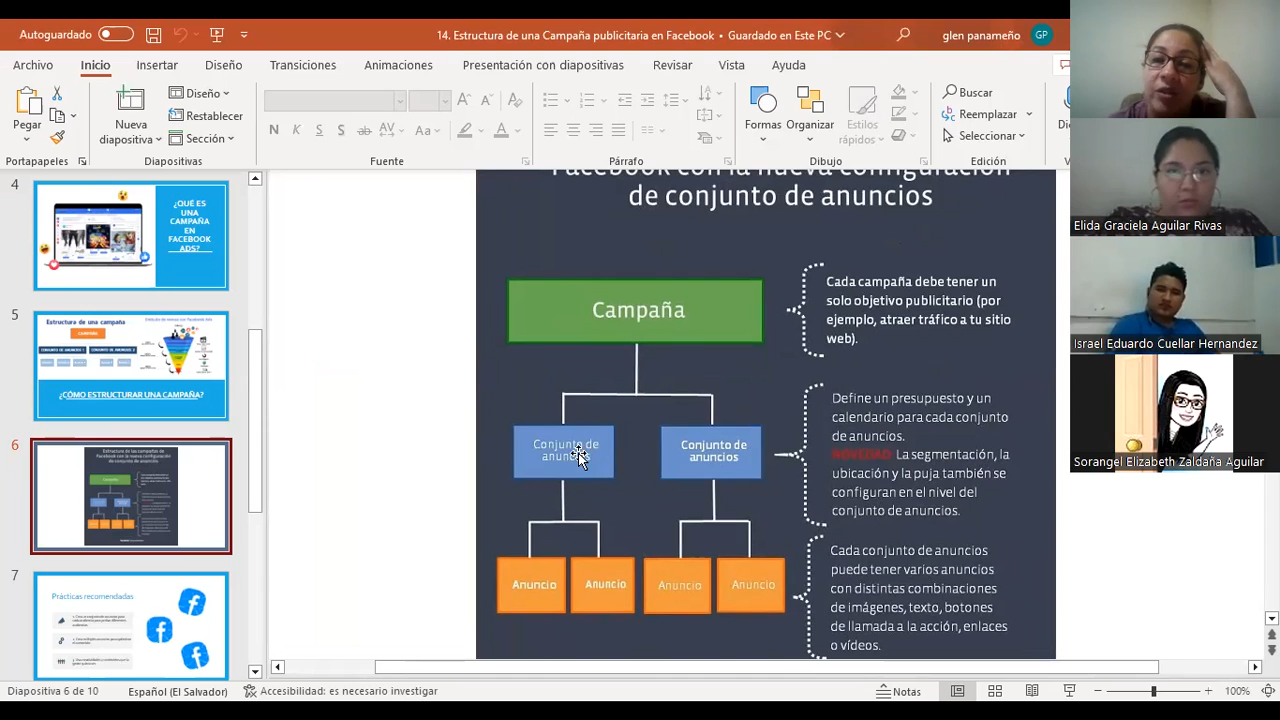 Autoguardado
14. Estructura de una Campaña publicitaria en Facebook • Guardado en Este PC
glen panameño
GP
Archivo
Inicio
Insertar
Diseño
Transiciones
Animaciones
Presentación con diapositivas
Revisar
Vista
Ayuda
Pegar
Nueva diapositiva
Diseño
Restablecer
Sección
N K S S ab AV Aa A
Formas
Organizar
Estilos rápidos
Buscar
Reemplazar
Seleccionar
Portapapeles
Diapositivas
Fuente
Párrafo
Dibujo
Edición
4
¿QUÉ ES
UNA
CAMPAÑA
EN
FACEBOOK
ADS?
5
Estructura de una campaña
¿CÓMO ESTRUCTURAR UNA CAMPAÑA?
6
7
Prácticas recomendadas
Facebook con la nueva configuración
de conjunto de anuncios
Campaña
Cada campaña debe tener un
solo objetivo publicitario (por
ejemplo, atraer tráfico a tu sitio
web).
Conjunto de
anuncios
Conjunto de
anuncios
Define un presupuesto y un
calendario para cada conjunto
de anuncios.
La segmentación, la
ubicación y la puja también se
configuran en el nivel del
conjunto de anuncios.
Anuncio
Anuncio
Anuncio
Anuncio
Cada conjunto de anuncios
puede tener varios anuncios
con distintas combinaciones
de imágenes, texto, botones
de llamada a la acción, enlaces
o vídeos.
Elida Graciela Aguilar Rivas
Israel Eduardo Cuellar Hernandez
Sorangel Elizabeth Zaldaña Aguilar
Diapositiva 6 de 10
Español (El Salvador)
Accesibilidad: es necesario investigar
Notas
100%